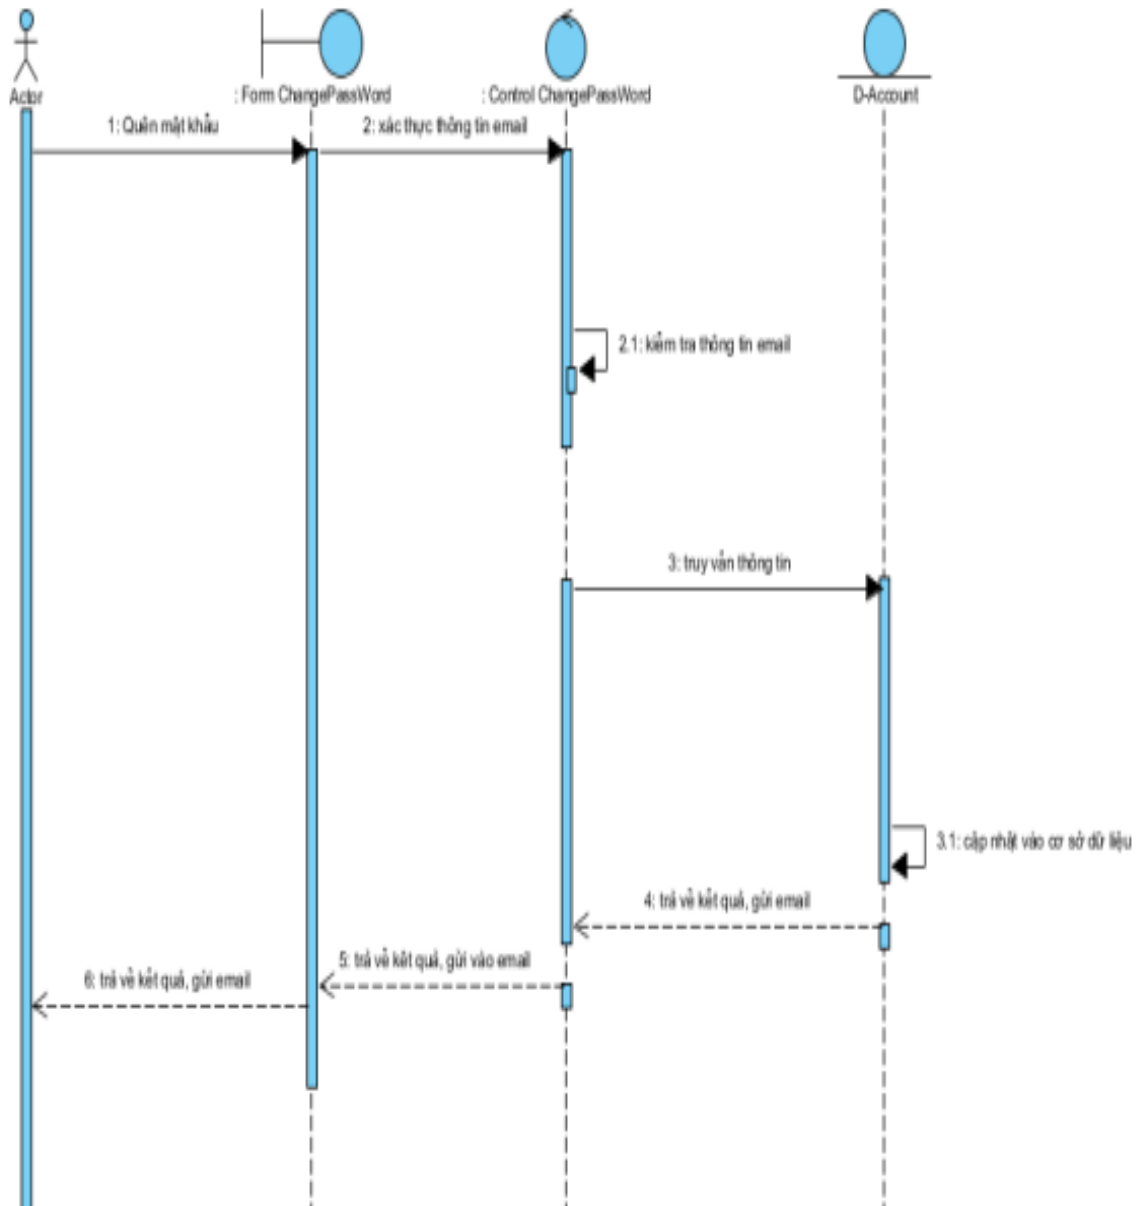 Actor
: Form ChangePassWord
: Control ChangePassWord
D-Account
1: Quên mật khẩu
2: xác thực thông tin email
2.1: kiểm tra thông tin email
3: truy vấn thông tin
3.1: cập nhật vào cơ sở dữ liệu
4: trả về kết quả, gửi email
5: trả về kết quả, gửi vào email
6: trả về kết quả, gửi email